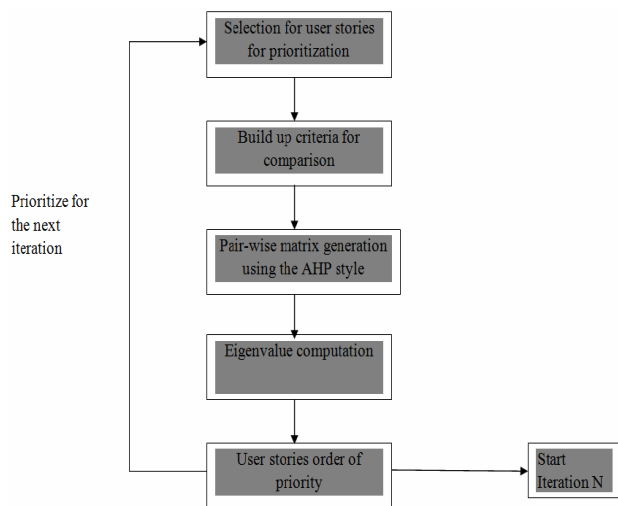 Selection for user stories
for prioritization
Build up criteria for
comparison
Prioritize for
the next
iteration
Pair-wise matrix generation
using the AHP style
Eigenvalue computation
User stories order of
priority
Start
Iteration N